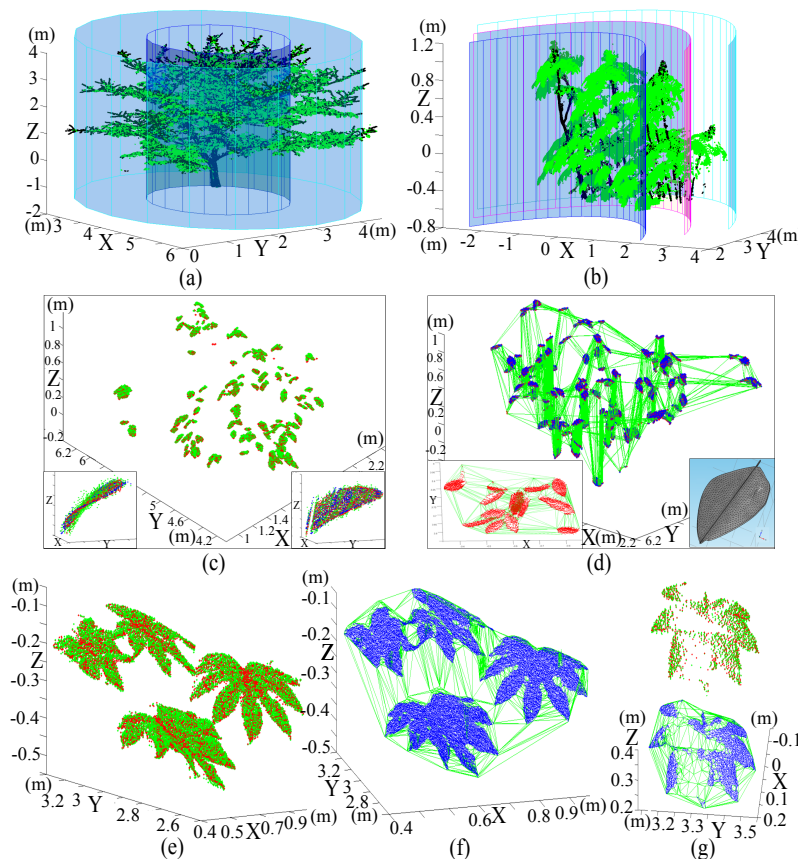 (m)
4
3
2
1
Z
0
-1
-2
(m) 3
4 X 5 6 0 1 Y 2 3 4 (m)
(a)
(m)
1.2
0.8
Z
0.4
0
-0.4
-0.8
(m) -2 -1 0 X 1 2 3 4 2 Y 3 4 (m)
(b)
(m)
1
0.8
0.6
Z
0.4
0.2
0
-0.2
6.2 6 5 Y 4.6 (m) 4.2
1 X 1.4 2.2 (m)
Z
X Y
Z
X Y
(c)
(m)
1
0.8
0.6
Z
0.4
0.2
0
-0.2
Y
X
X (m) 2.2 6.2 Y (m)
(d)
(m)
-0.1
-0.2
Z
-0.3
-0.4
-0.5
3.2 3 Y 2.8 2.6 0.4 0.5 X 0.7 0.9 (m)
(e)
(m)
-0.1
-0.2
Z
-0.3
-0.4
-0.5
3.2 Y 3 2.8 (m)
0.4 0.6 X 0.8 0.9 (m)
(f)
(m)
Z
0.4
0.3
0.2
(m) 3.2 3.3 Y 3.5
(m)
-0.1
0
X
0.1
0.2
(g)